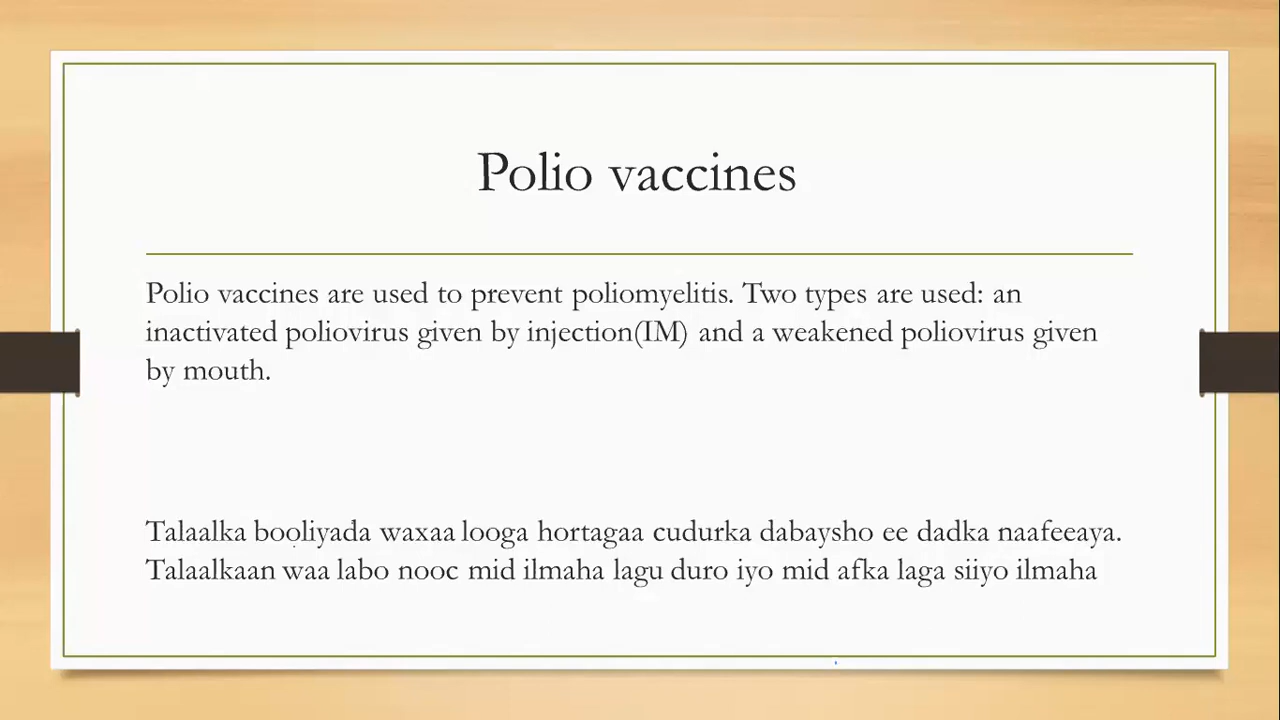 Polio vaccines
Polio vaccines are used to prevent poliomyelitis. Two types are used: an
inactivated poliovirus given by injection(IM) and a weakened poliovirus given
by mouth.
Talaalka booliyada waxaa looga hortagaa cudurka dabaysho ee dadka naafeeaya.
Talaalkaan waa labo nooc mid ilmaha lagu duro iyo mid afka laga siiyo ilmaha